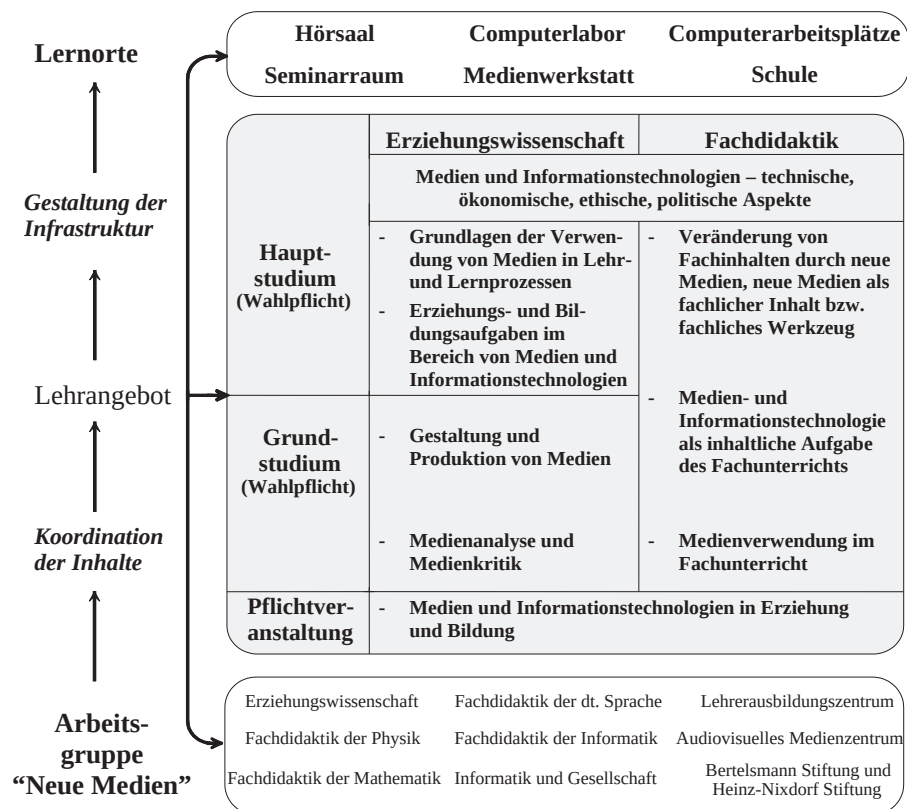 Lernorte
Hörsaal Computerlabor Computerarbeitsplätze
Seminarraum Medienwerkstatt Schule
Gestaltung der
Infrastruktur
Lehrangebot
Koordination
der Inhalte
Arbeits-
gruppe
“Neue Medien”
Erziehungswissenschaft Fachdidaktik
Medien und Informationstechnologien – technische,
ökonomische, ethische, politische Aspekte
Haupt-
studium
(Wahlpflicht)
- Grundlagen der Verwen-
dung von Medien in Lehr-
und Lernprozessen
- Erziehungs- und Bil-
dungsaufgaben im
Bereich von Medien und
Informationstechnologien
- Veränderung von
Fachinhalten durch neue
Medien, neue Medien als
fachlicher Inhalt bzw.
fachliches Werkzeug
- Medien- und
Informationstechnologie
als inhaltliche Aufgabe
des Fachunterrichts
Grund-
studium
(Wahlpflicht)
- Gestaltung und
Produktion von Medien
- Medienanalyse und
Medienkritik
- Medienverwendung im
Fachunterricht
Pflichtver-
anstaltung
- Medien und Informationstechnologien in Erziehung
und Bildung
Erziehungswissenschaft Fachdidaktik der dt. Sprache Lehrerausbildungszentrum
Fachdidaktik der Physik Fachdidaktik der Informatik Audiovisuelles Medienzentrum
Fachdidaktik der Mathematik Informatik und Gesellschaft Bertelsmann Stiftung und
Heinz-Nixdorf Stiftung